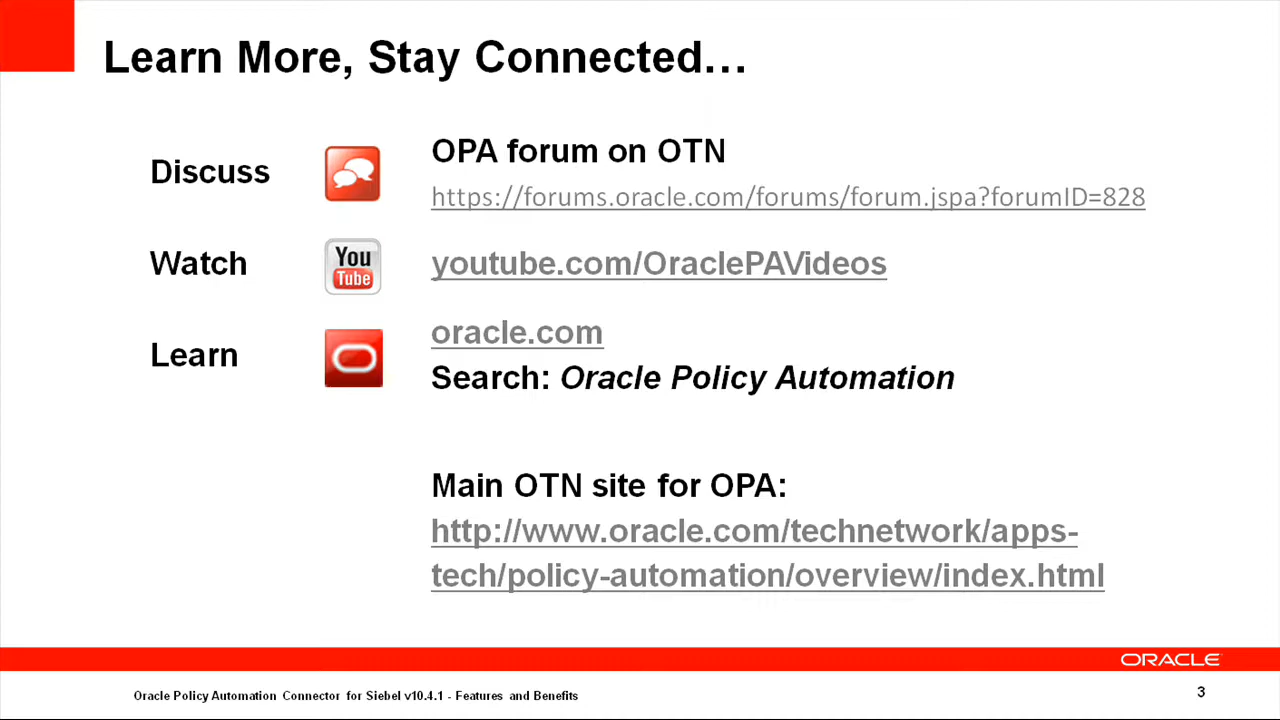 Learn More, Stay Connected…
Discuss
OPA forum on OTN
https://forums.oracle.com/forums/forum.jspa?forumID=828
Watch
You
Tube
youtube.com/OraclePAVideos
Learn
oracle.com
Search: Oracle Policy Automation
Main OTN site for OPA:
http://www.oracle.com/technetwork/apps-
tech/policy-automation/overview/index.html
ORACLE
Oracle Policy Automation Connector for Siebel v10.4.1 - Features and Benefits
3